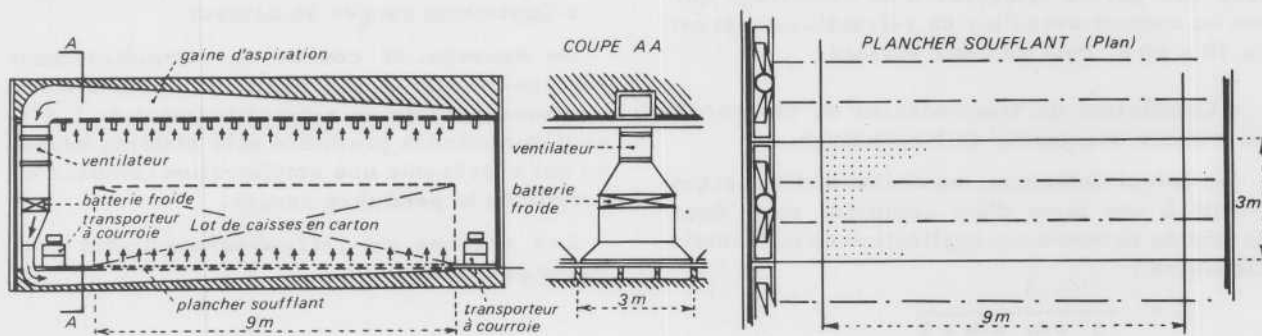 A
gaine d'aspiration
ventilateur
batterie froide
transporteur
à courroie
Lot de caisses en carton
plancher soufflant
A
9m
transporteur
à courroie
COUPE AA
ventilateur
batterie
froide
3m
PLANCHER SOUFFLANT (Plan)
3m
9m